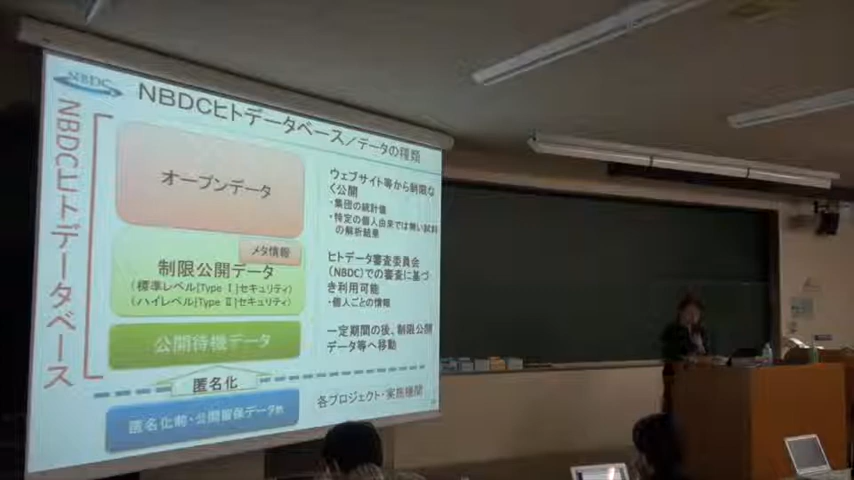 NBDC
NBDCヒトデータベース／データの種類
NBDCヒトデータベース
オープンデータ
ウェブサイト等から制限な
く公開
・集団の統計値
・特定の個人由来では無い試料
の解析結果
メタ情報
制限公開データ
（標準レベル[Type Ⅰ]セキュリティ）
（ハイレベル[Type Ⅱ]セキュリティ）
ヒトデータ審査委員会
（NBDC）での審査に基づ
き利用可能
・個人ごとの情報
公開待機データ
一定期間の後、制限公開
データ等へ移動
匿名化
匿名化前・公開留保データ
各プロジェクト・実施機関